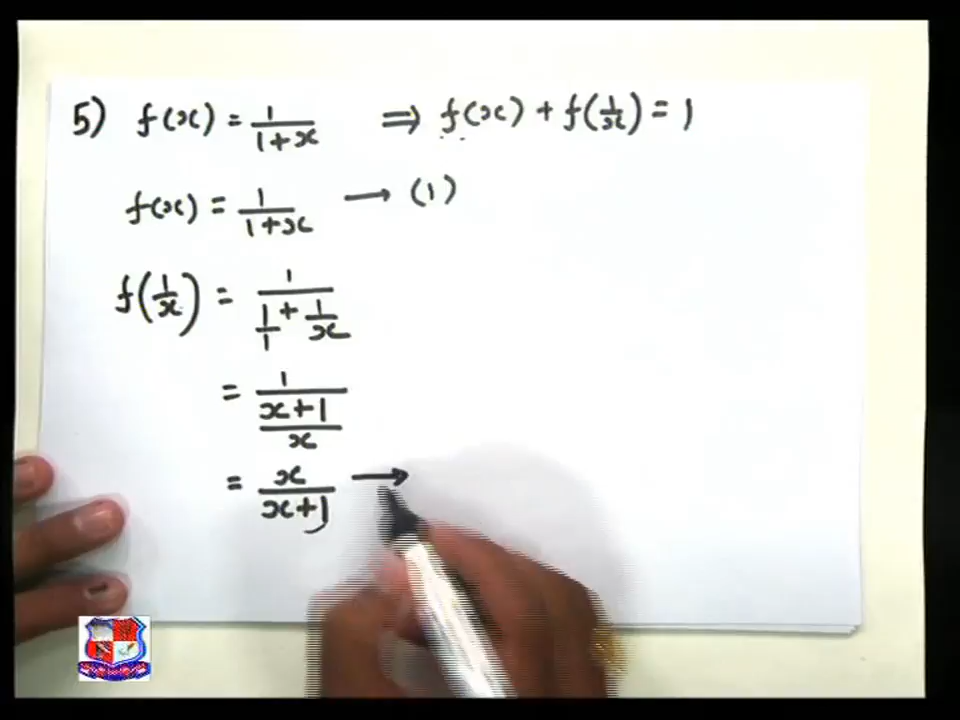 5) f(x) = 1/(1+x) ⇒ f(x) + f(1/x) = 1
f(x) = 1/(1+x) → (1)
f(1/x) = 1/(1/1 + 1/x)
= 1/((x+1)/x)
= x/(x+1) →